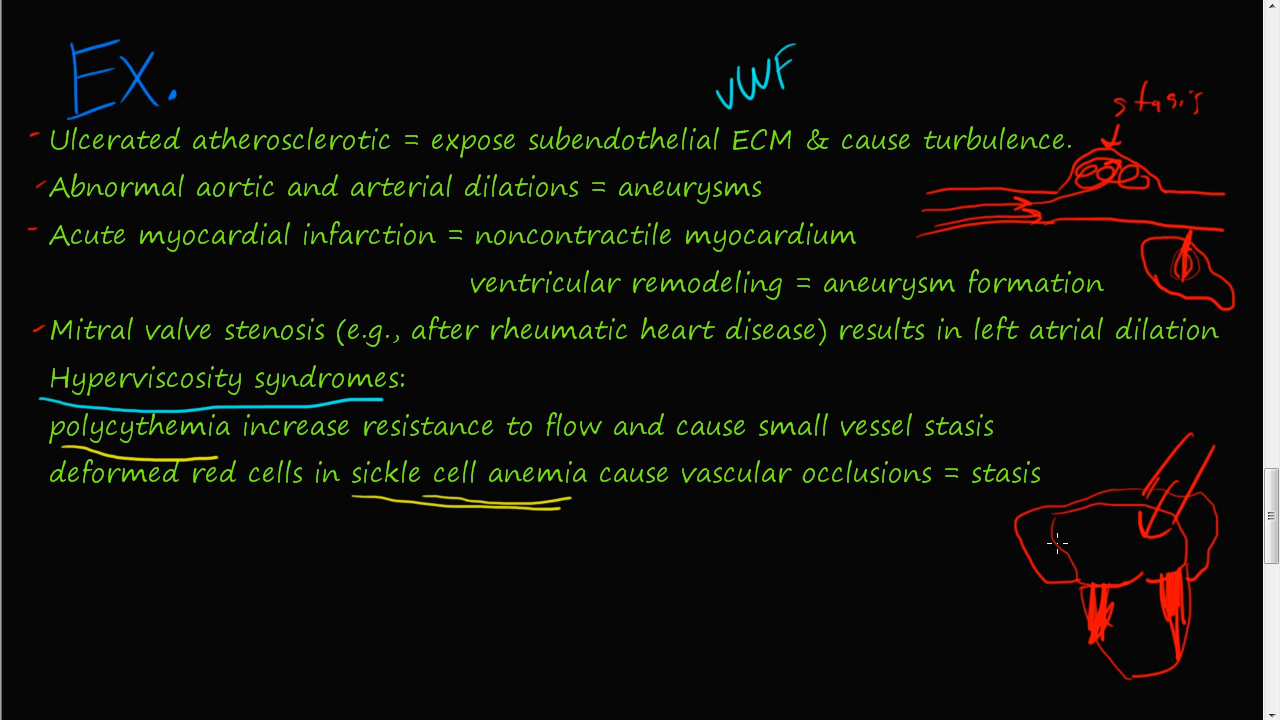 Ex.
vWF
stasis
Ulcerated atherosclerotic = expose subendothelial ECM & cause turbulence.
Abnormal aortic and arterial dilations = aneurysms
Acute myocardial infarction = noncontractile myocardium
ventricular remodeling = aneurysm formation
Mitral valve stenosis (e.g., after rheumatic heart disease) results in left atrial dilation
Hyperviscosity syndromes:
polycythemia increase resistance to flow and cause small vessel stasis
deformed red cells in sickle cell anemia cause vascular occlusions = stasis